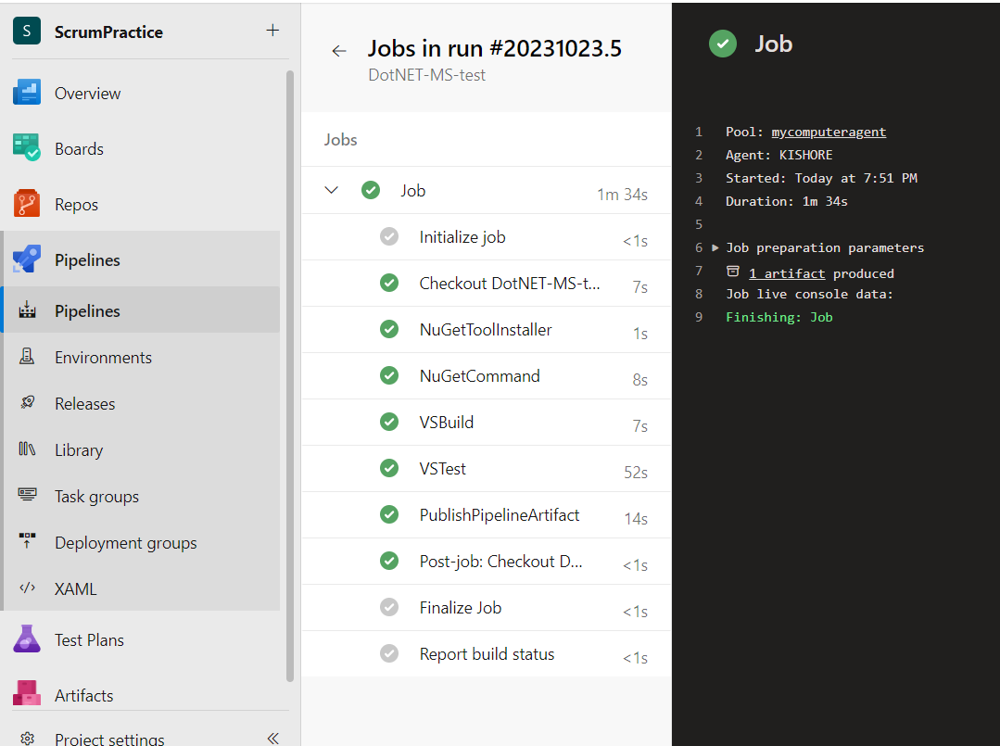 S ScrumPractice +
Overview
Boards
Repos
Pipelines
Pipelines
Environments
Releases
Library
Task groups
Deployment groups
XAML
Test Plans
Artifacts
Project settings
Jobs in run #20231023.5
DotNET-MS-test
Jobs
Job 1m 34s
Initialize job <1s
Checkout DotNET-MS-t... 7s
NuGetToolInstaller 1s
NuGetCommand 8s
VSBuild 7s
VSTest 52s
PublishPipelineArtifact 14s
Post-job: Checkout D... <1s
Finalize Job <1s
Report build status <1s
Job
1 Pool: mycomputeragent
2 Agent: KISHORE
3 Started: Today at 7:51 PM
4 Duration: 1m 34s
5
6 Job preparation parameters
7 1 artifact produced
8 Job live console data:
9 Finishing: Job